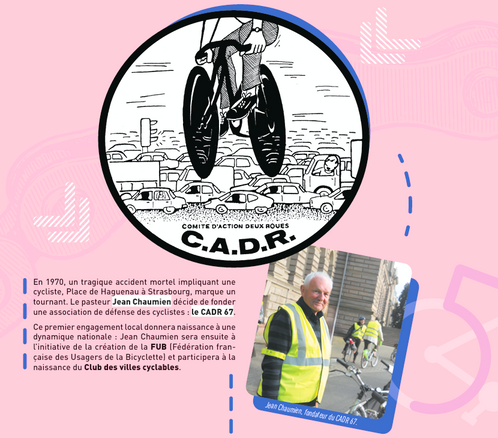 COMITE D'ACTION DEUX ROUES
C.A.D.R.
En 1970, un tragique accident mortel impliquant une
cycliste, Place de Haguenau à Strasbourg, marque un
tournant. Le pasteur Jean Chaumien décide de fonder
une association de défense des cyclistes : le CADR 67.
Ce premier engagement local donnera naissance à une
dynamique nationale : Jean Chaumien sera ensuite à
l'initiative de la création de la FUB (Fédération fran-
çaise des Usagers de la Bicyclette) et participera à la
naissance du Club des villes cyclables.
Jean Chaumien, fondateur du CADR 67.